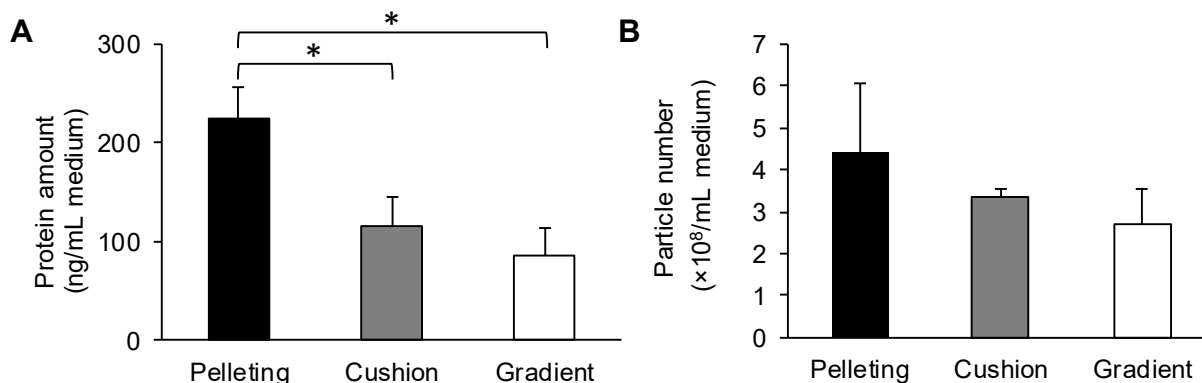 A
Protein amount
(ng/mL medium)
300
200
100
0
*
*
Pelleting Cushion Gradient
B
Particle number
(×10⁸/mL medium)
7
6
5
4
3
2
1
0
Pelleting Cushion Gradient